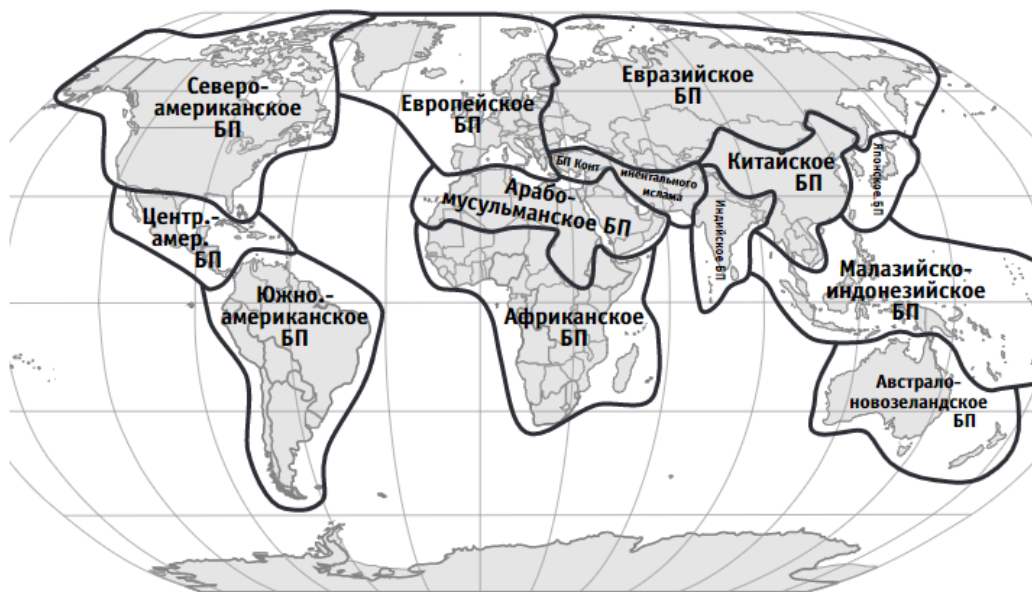 Северо-
американское
БП
Европейское
БП
Евразийское
БП
Китайское
БП
Японское БП
БП Конт
инентального
ислама
Арабо-
мусульманское БП
Индийское БП
Центр.-
амер.
БП
Южно.-
американское
БП
Африканское
БП
Малазийско-
индонезийское
БП
Австрало-
новозеландское
БП